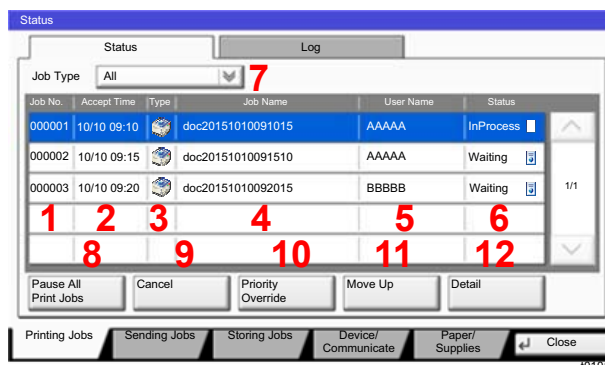 Status
Status Log
Job Type All 7
Job No. Accept Time Type Job Name User Name Status
000001 10/10 09:10 doc20151010091015 AAAAA InProcess
000002 10/10 09:15 doc20151010091510 AAAAA Waiting
000003 10/10 09:20 doc20151010092015 BBBBB Waiting 1/1
1 2 3 4 5 6
8 9 10 11 12
Pause All Cancel Priority Move Up Detail
Print Jobs Override
Printing Jobs Sending Jobs Storing Jobs Device/ Paper/ Close
Communicate Supplies